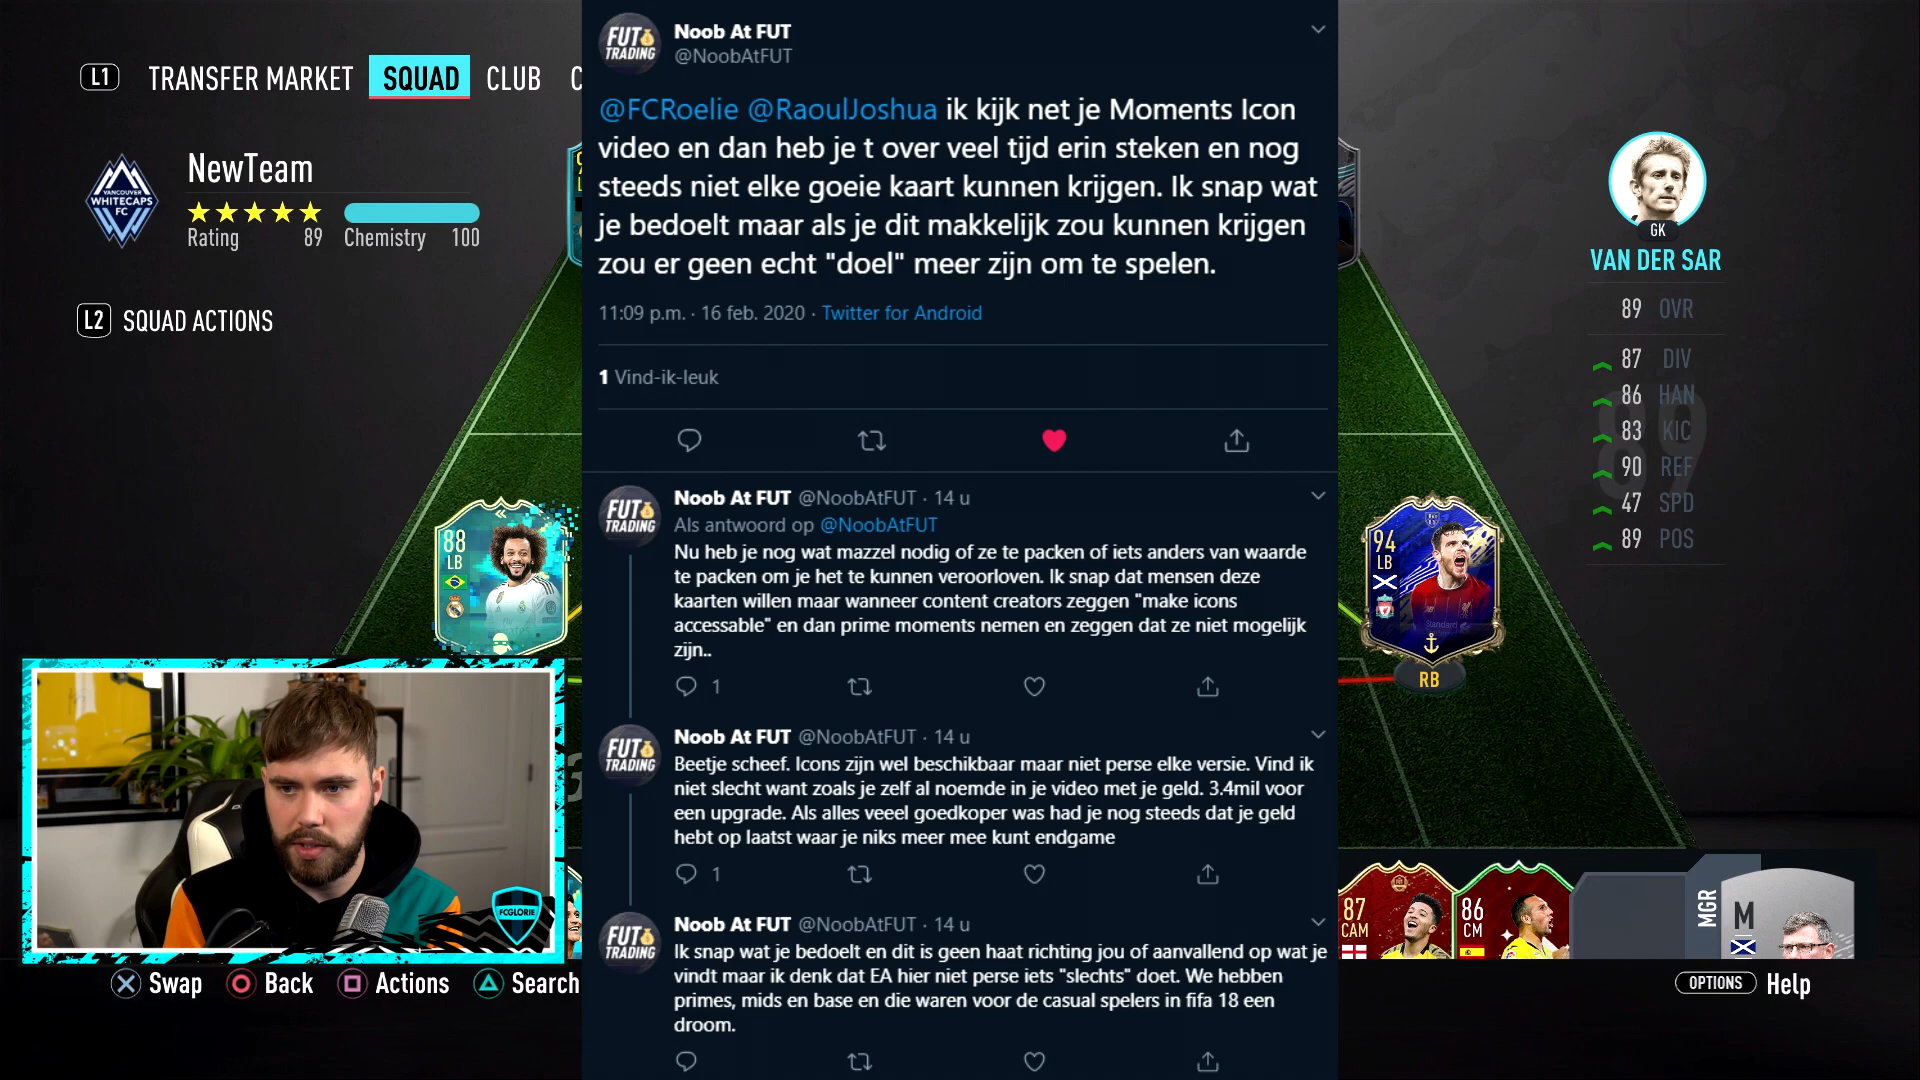 L1 TRANSFER MARKET SQUAD CLUB
NewTeam
Rating 89 Chemistry 100
VANCOUVER
WHITECAPS
FC
L2 SQUAD ACTIONS
FUT
TRADING
Noob At FUT
@NoobAtFUT
@FCRoelie @RaoulJoshua ik kijk net je Moments Icon
video en dan heb je t over veel tijd erin steken en nog
steeds niet elke goeie kaart kunnen krijgen. Ik snap wat
je bedoelt maar als je dit makkelijk zou kunnen krijgen
zou er geen echt "doel" meer zijn om te spelen.
11:09 p.m. · 16 feb. 2020 · Twitter for Android
1 Vind-ik-leuk
FUT
TRADING
Noob At FUT @NoobAtFUT · 14 u
Als antwoord op @NoobAtFUT
Nu heb je nog wat mazzel nodig of ze te packen of iets anders van waarde
te packen om je het te kunnen veroorloven. Ik snap dat mensen deze
kaarten willen maar wanneer content creators zeggen "make icons
accessable" en dan prime moments nemen en zeggen dat ze niet mogelijk
zijn..
1
FUT
TRADING
Noob At FUT @NoobAtFUT · 14 u
Beetje scheef. Icons zijn wel beschikbaar maar niet perse elke versie. Vind ik
niet slecht want zoals je zelf al noemde in je video met je geld. 3.4mil voor
een upgrade. Als alles veeel goedkoper was had je nog steeds dat je geld
hebt op laatst waar je niks meer mee kunt endgame
1
FUT
TRADING
Noob At FUT @NoobAtFUT · 14 u
Ik snap wat je bedoelt en dit is geen haat richting jou of aanvallend op wat je
vindt maar ik denk dat EA hier niet perse iets "slechts" doet. We hebben
primes, mids en base en die waren voor de casual spelers in fifa 18 een
droom.
GK
VAN DER SAR
89 OVR
87 DIV
86 HAN
83 KIC
90 REF
47 SPD
89 POS
89
88
LB
94
LB
RB
87
CAM
86
CM
MGR
M
FCGLORIE
Swap Back Actions Search
OPTIONS Help